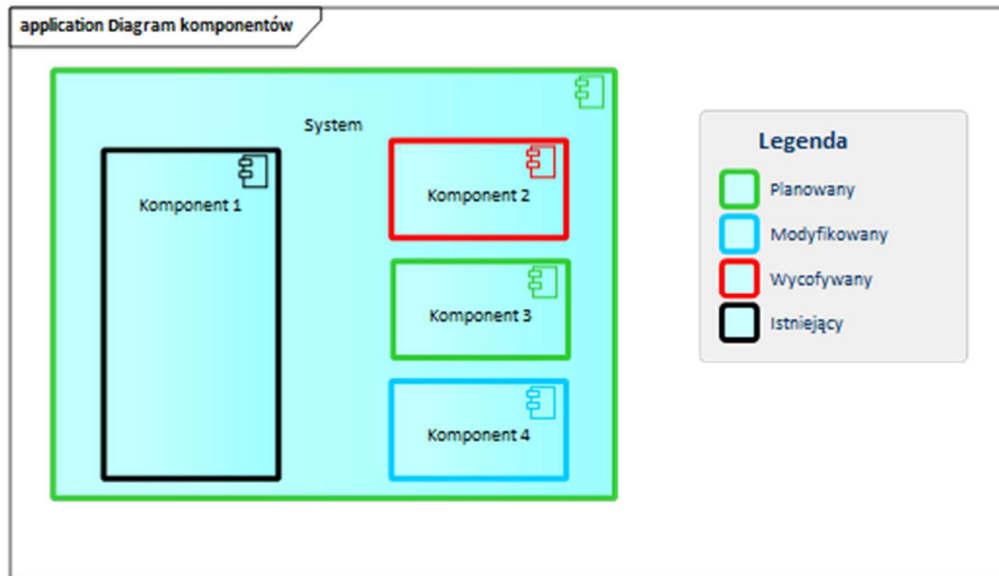 application Diagram komponentów
System
Komponent 1
Komponent 2
Komponent 3
Komponent 4
Legenda
Planowany
Modyfikowany
Wycofywany
Istniejący